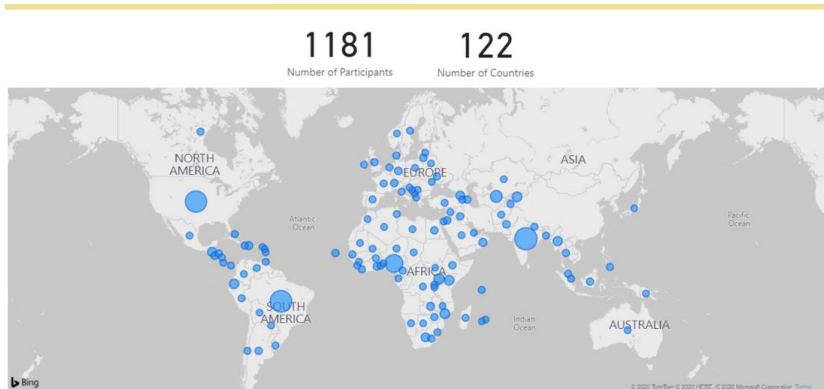 1181
122
Number of Participants
Number of Countries
NORTH
AMERICA
ASIA
EUROPE
Atlantic
Ocean
Pacific
Ocean
AFRICA
SOUTH
AMERICA
Indian
Ocean
AUSTRALIA
Bing
© 2020 TomTom © 2020 HERE, © 2020 Microsoft Corporation Terms